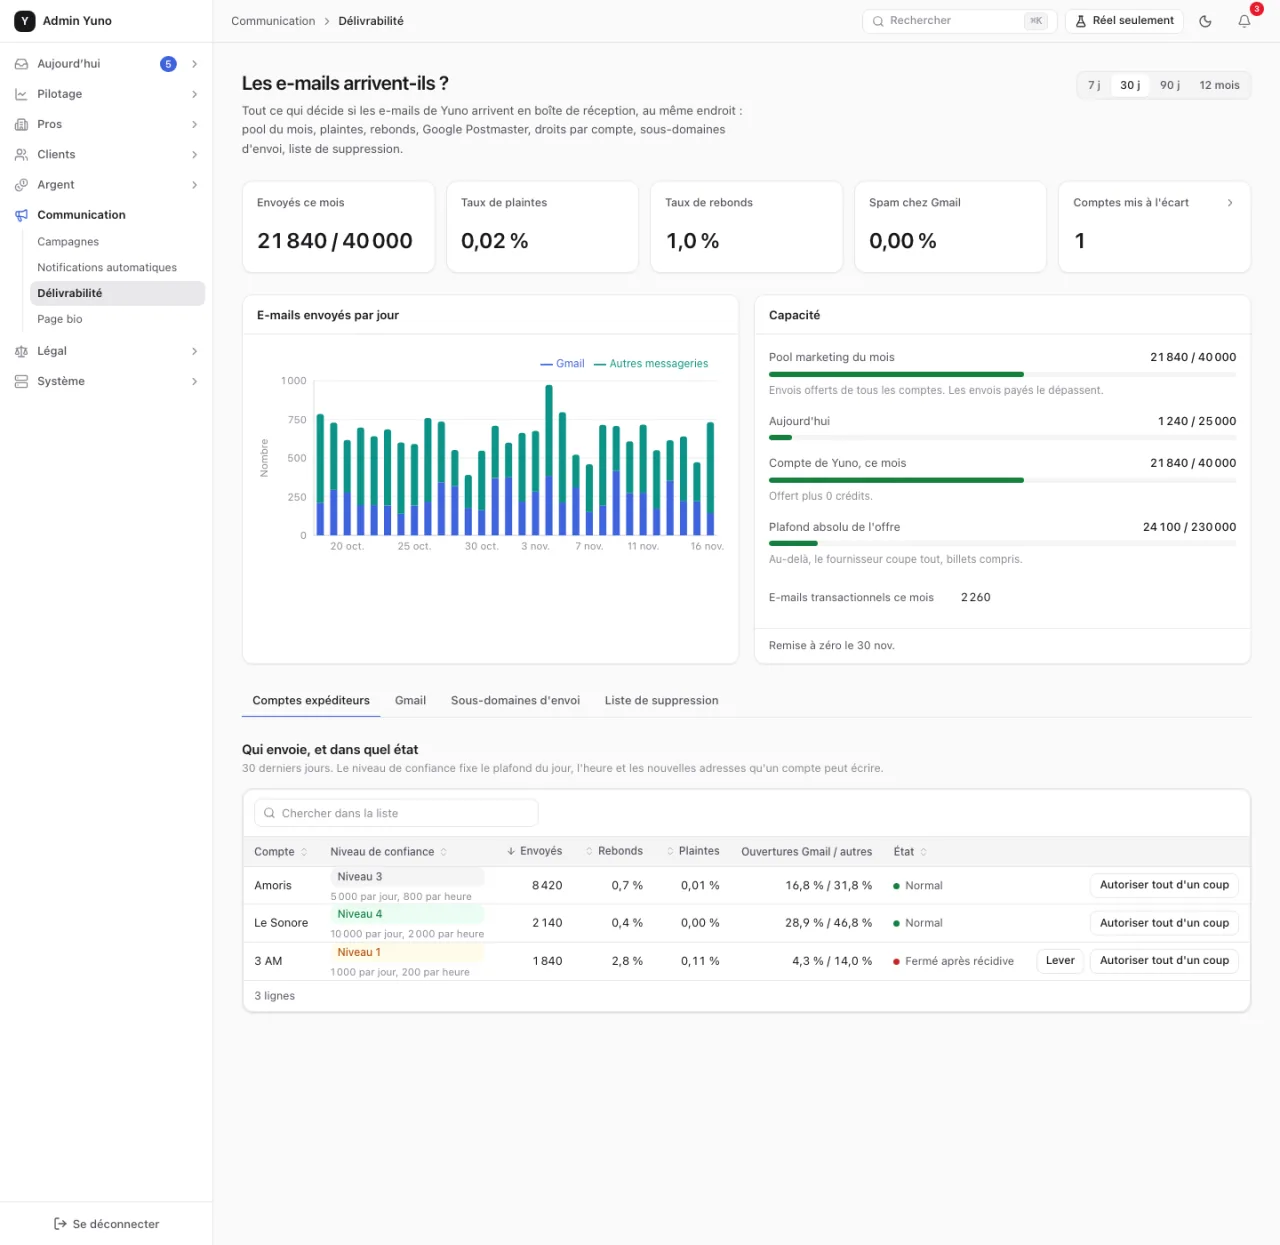 Y Admin Yuno
Communication > Délivrabilité
Rechercher ⌘K
Réel seulement
3
Aujourd'hui 5
Pilotage
Pros
Clients
Argent
Communication
Campagnes
Notifications automatiques
Délivrabilité
Page bio
Légal
Système
Se déconnecter
Les e-mails arrivent-ils ?
7 j 30 j 90 j 12 mois
Tout ce qui décide si les e-mails de Yuno arrivent en boîte de réception, au même endroit :
pool du mois, plaintes, rebonds, Google Postmaster, droits par compte, sous-domaines
d'envoi, liste de suppression.
Envoyés ce mois
21 840 / 40 000
Taux de plaintes
0,02 %
Taux de rebonds
1,0 %
Spam chez Gmail
0,00 %
Comptes mis à l'écart
1
E-mails envoyés par jour
Gmail Autres messageries
Nombre
1 000
750
500
250
0
20 oct. 25 oct. 30 oct. 3 nov. 7 nov. 11 nov. 16 nov.
Capacité
Pool marketing du mois 21 840 / 40 000
Envois offerts de tous les comptes. Les envois payés le dépassent.
Aujourd'hui 1 240 / 25 000
Compte de Yuno, ce mois 21 840 / 40 000
Offert plus 0 crédits.
Plafond absolu de l'offre 24 100 / 230 000
Au-delà, le fournisseur coupe tout, billets compris.
E-mails transactionnels ce mois 2 260
Remise à zéro le 30 nov.
Comptes expéditeurs Gmail Sous-domaines d'envoi Liste de suppression
Qui envoie, et dans quel état
30 derniers jours. Le niveau de confiance fixe le plafond du jour, l'heure et les nouvelles adresses qu'un compte peut écrire.
Chercher dans la liste
Compte Niveau de confiance Envoyés Rebonds Plaintes Ouvertures Gmail / autres État
Amoris Niveau 3 8 420 0,7 % 0,01 % 16,8 % / 31,8 % Normal Autoriser tout d'un coup
5 000 par jour, 800 par heure
Le Sonore Niveau 4 2 140 0,4 % 0,00 % 28,9 % / 46,8 % Normal Autoriser tout d'un coup
10 000 par jour, 2 000 par heure
3 AM Niveau 1 1 840 2,8 % 0,11 % 4,3 % / 14,0 % Fermé après récidive Lever Autoriser tout d'un coup
1 000 par jour, 200 par heure
3 lignes